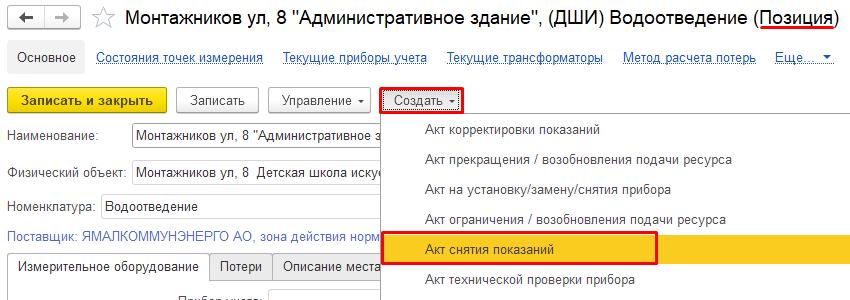 Монтажников ул, 8 "Административное здание", (ДШИ) Водоотведение (Позиция)
Основное Состояния точек измерения Текущие приборы учета Текущие трансформаторы Метод расчета потерь Еще...
Записать и закрыть Записать Управление Создать
Акт корректировки показаний
Наименование: Монтажников ул, 8 "Административное з
Акт прекращения / возобновления подачи ресурса
Физический объект: Монтажников ул, 8 Детская школа искус
Акт на установку/замену/снятия прибора
Номенклатура: Водоотведение
Акт ограничения / возобновления подачи ресурса
Поставщик: ЯМАЛКОММУНЭНЕРГО АО, зона действия норм
Акт снятия показаний
Измерительное оборудование Потери Описание места
Акт технической проверки прибора